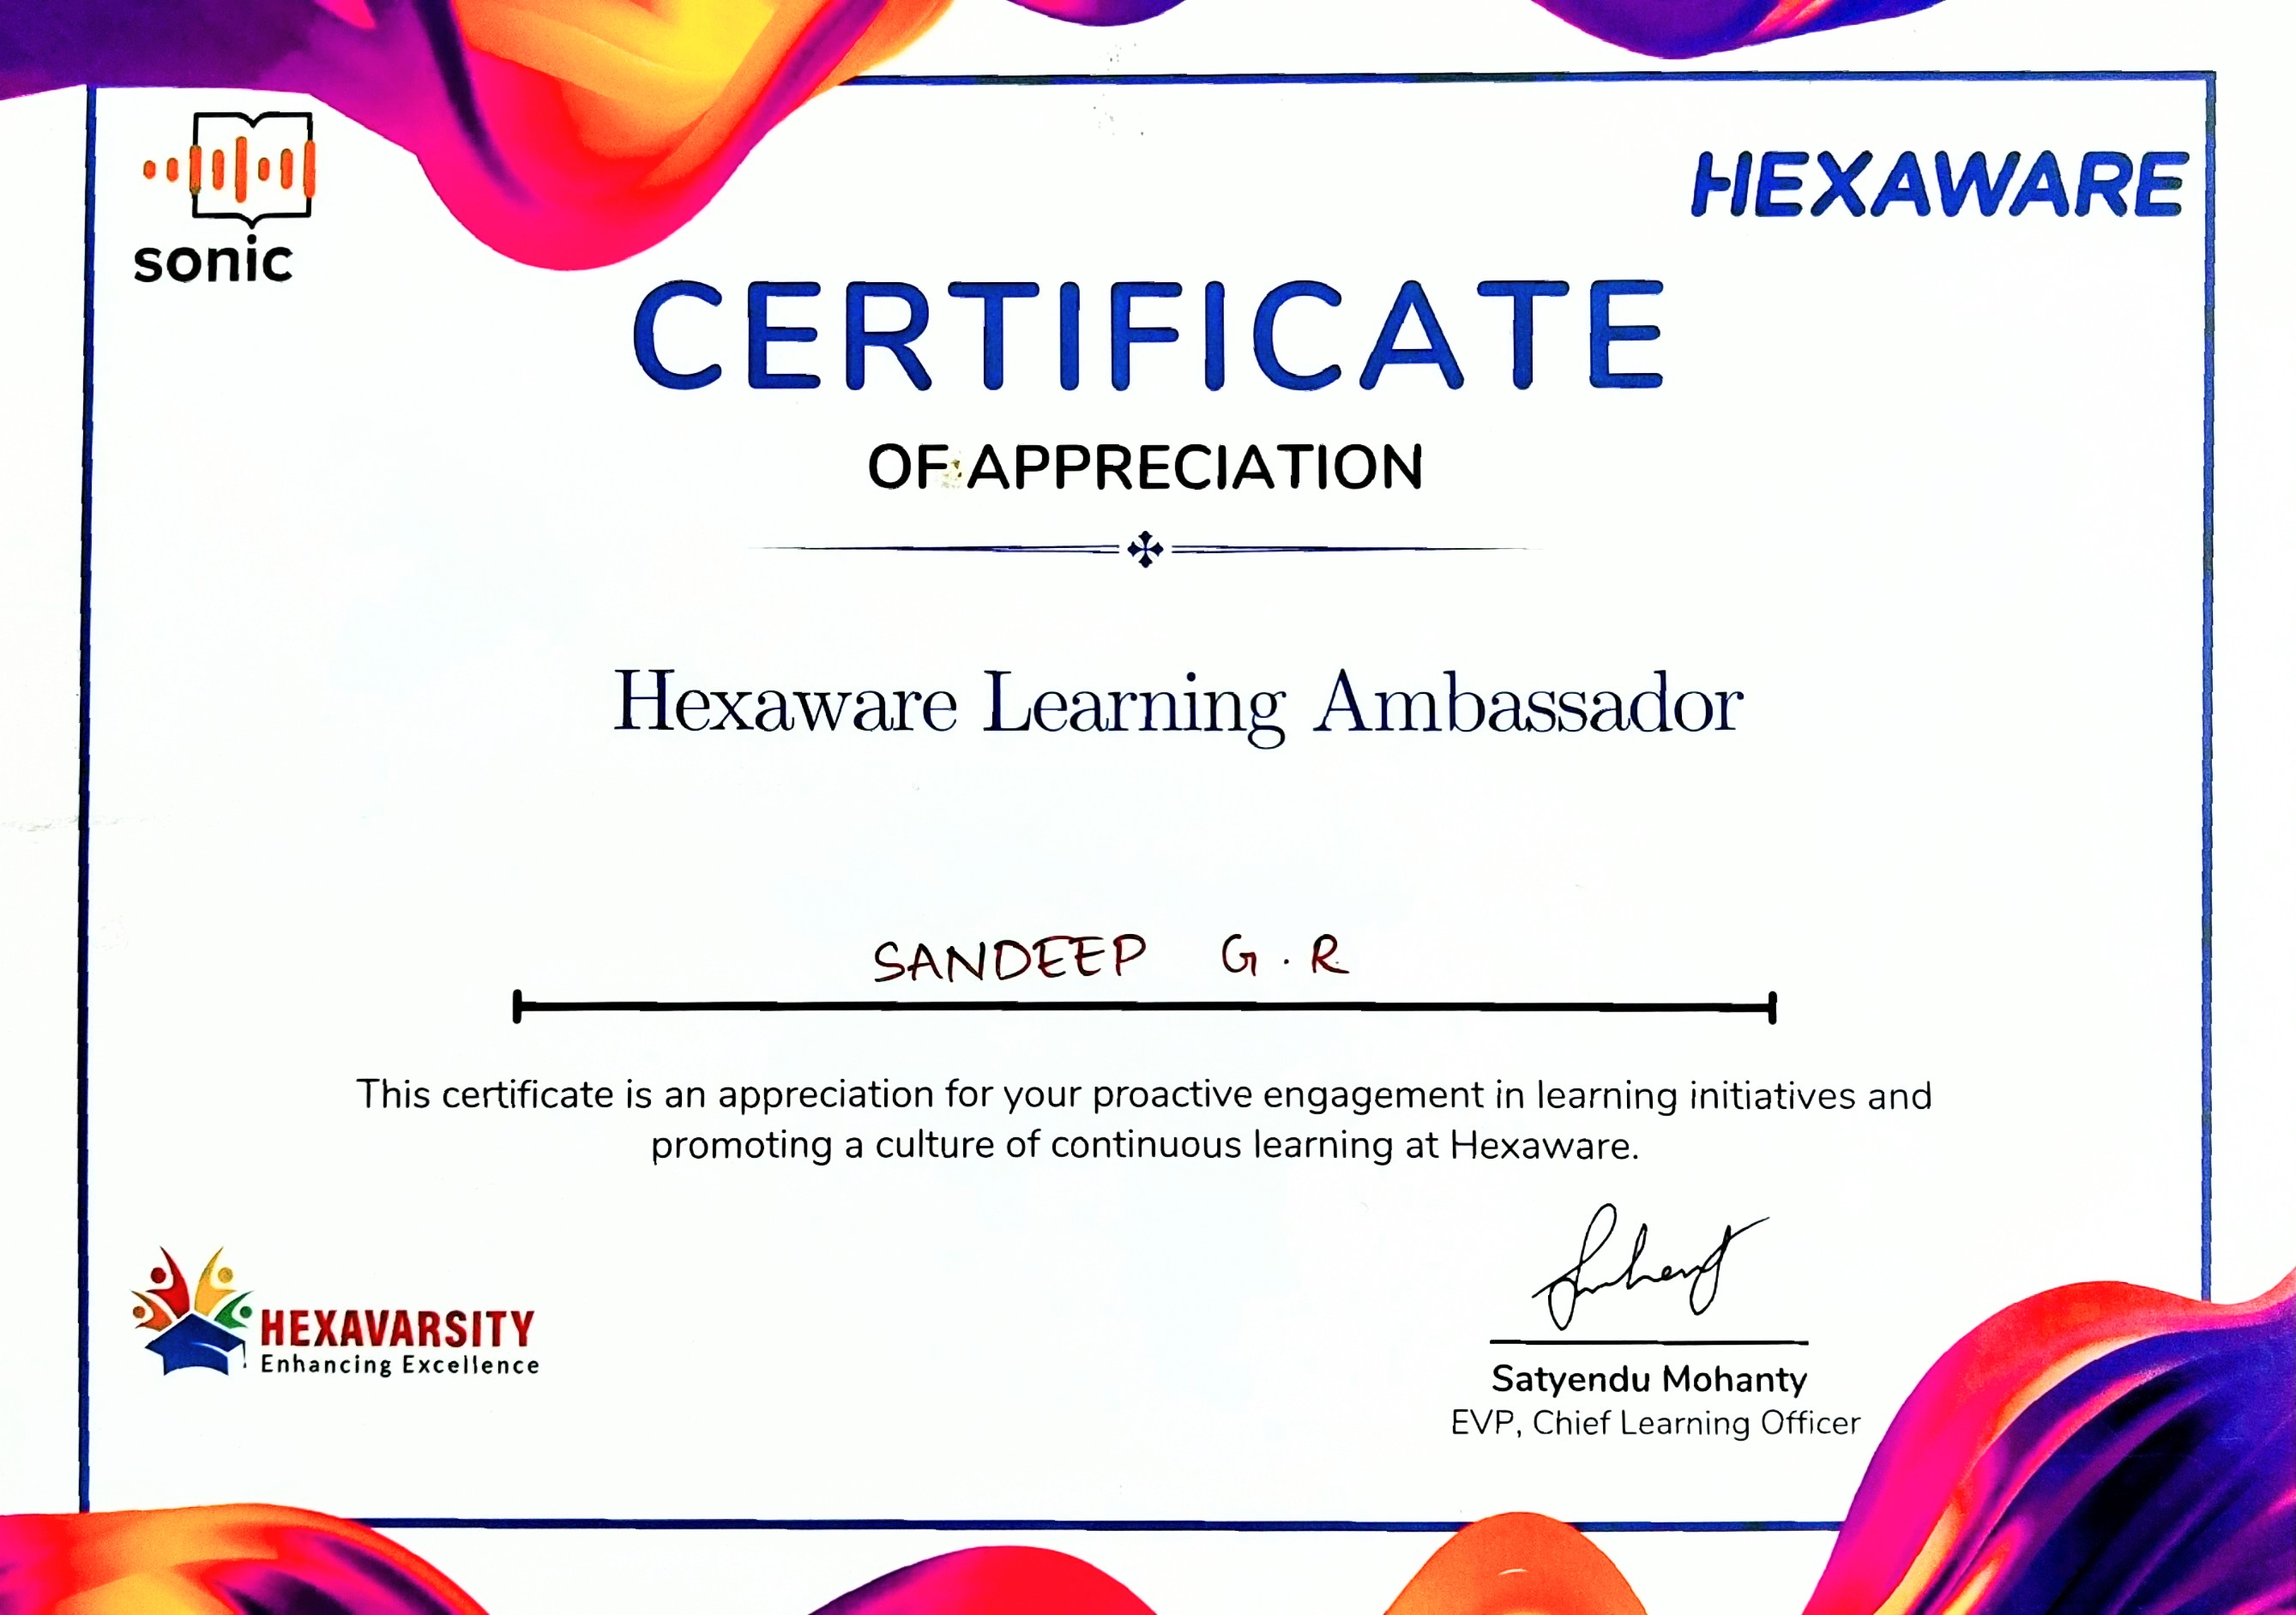 sonic
HEXAWARE
CERTIFICATE
OF APPRECIATION
Hexaware Learning Ambassador
SANDEEP G.R
This certificate is an appreciation for your proactive engagement in learning initiatives and
promoting a culture of continuous learning at Hexaware.
HEXAVARSITY
Enhancing Excellence
Satyendu Mohanty
EVP, Chief Learning Officer